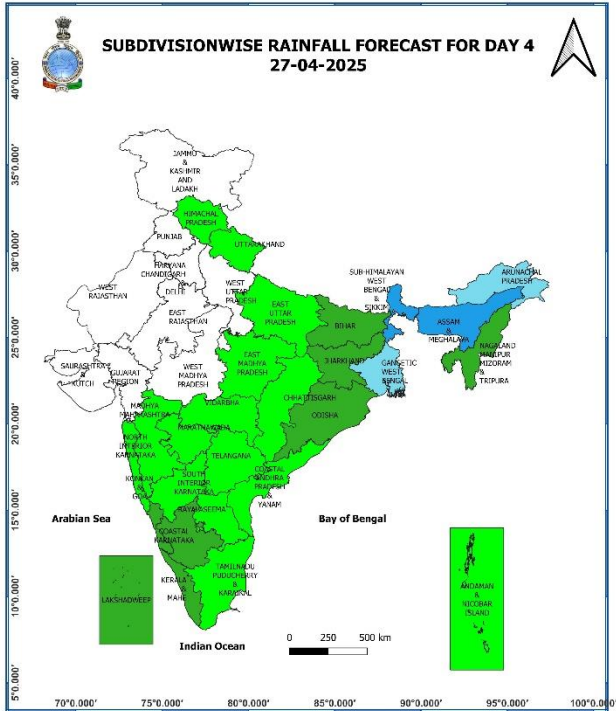 SUBDIVISIONWISE RAINFALL FORECAST FOR DAY 4
27-04-2025
40°0.000'
35°0.000'
30°0.000'
25°0.000'
20°0.000'
15°0.000'
10°0.000'
5°0.000'
JAMMU
&
KASHMIR
AND
LADAKH
HIMACHAL
PRADESH
PUNJAB
UTTARAKHAND
HARYANA
CHANDIGARH
&
DELHI
WEST
UTTAR
PRADESH
WEST
RAJASTHAN
EAST
RAJASTHAN
EAST
UTTAR
PRADESH
SUB-HIMALAYAN
WEST
BENGAL
&
SIKKIM
ARUNACHAL
PRADESH
ASSAM
&
MEGHALAYA
NAGALAND
MANIPUR
MIZORAM
&
TRIPURA
BIHAR
JHARKHAND
GANGETIC
WEST
BENGAL
SAURASHTRA
&
KUTCH
GUJARAT
REGION
WEST
MADHYA
PRADESH
EAST
MADHYA
PRADESH
CHHATTISGARH
ODISHA
MADHYA
MAHARASHTRA
VIDARBHA
MARATHAWADA
NORTH
INTERIOR
KARNATAKA
TELANGANA
KONKAN
&
GOA
SOUTH
INTERIOR
KARNATAKA
COASTAL
ANDHRA
PRADESH
&
YANAM
RAYALSEEMA
COASTAL
KARNATAKA
Arabian Sea
Bay of Bengal
LAKSHADWEEP
KERALA
&
MAHE
TAMILNADU
PUDUCHERRY
&
KARAIKAL
ANDAMAN
&
NICOBAR
ISLAND
Indian Ocean
0 250 500 km
70°0.000' 75°0.000' 80°0.000' 85°0.000' 90°0.000' 95°0.000' 100°0.000'